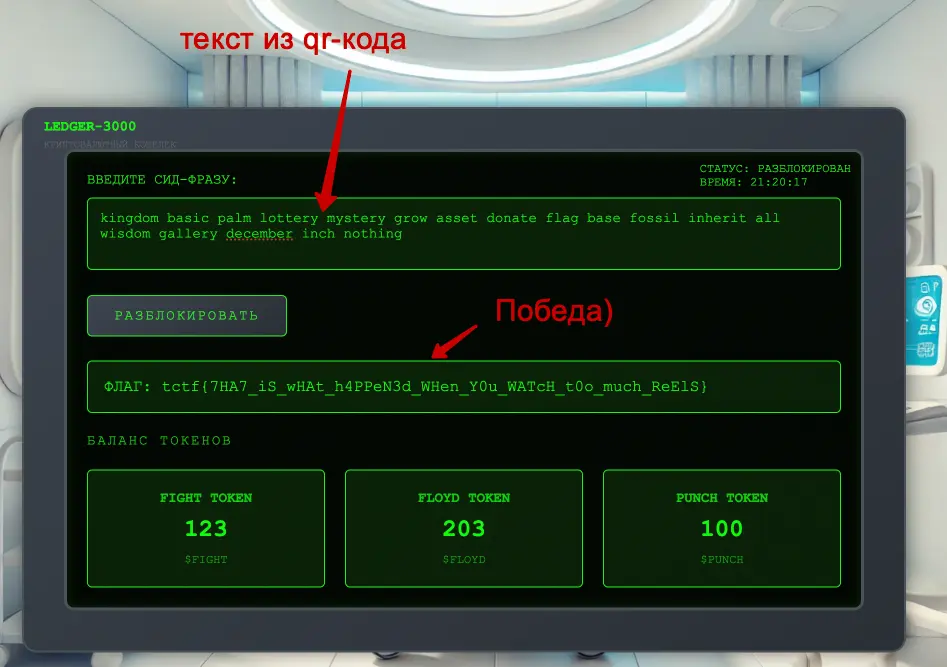 текст из qr-кода
LEDGER-3000
КРИПТОВАЛЮТНЫЙ КОШЕЛЕК
СТАТУС: РАЗБЛОКИРОВАН
ВВЕДИТЕ СИД-ФРАЗУ:
ВРЕМЯ: 21:20:17
kingdom basic palm lottery mystery grow asset donate flag base fossil inherit all
wisdom gallery december inch nothing
РАЗБЛОКИРОВАТЬ
Победа)
ФЛАГ: tctf{7HA7_iS_wHAt_h4PPeN3d_WHen_Y0u_WATcH_t0o_much_ReElS}
БАЛАНС ТОКЕНОВ
FIGHT TOKEN
123
$FIGHT
FLOYD TOKEN
203
$FLOYD
PUNCH TOKEN
100
$PUNCH